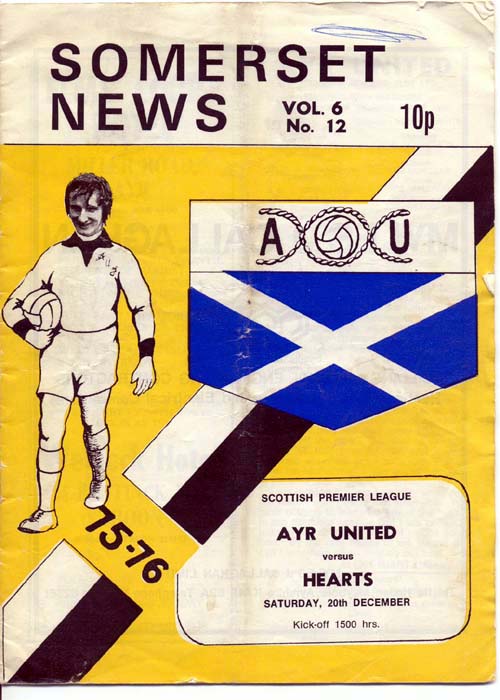 SOMERSET
NEWS
VOL. 6
No. 12
10p
A U
75-76
SCOTTISH PREMIER LEAGUE
AYR UNITED
versus
HEARTS
SATURDAY, 20th DECEMBER
Kick-off 1500 hrs.